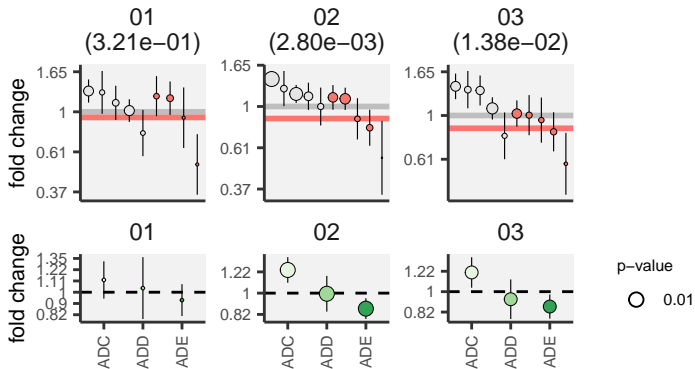 01 02 03
(3.21e−01) (2.80e−03) (1.38e−02)
fold change
1.65 1.65 1.65
1 1 1
0.61 0.61 0.61
0.37 0.37
01 02 03
fold change
1.35
1.22 1.22 1.22
1.11
1 1 1
0.9
0.82 0.82 0.82
ADC ADD ADE ADC ADD ADE ADC ADD ADE
p−value
0.01